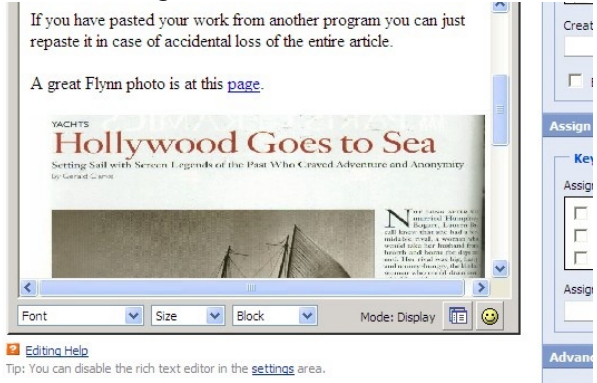 If you have pasted your work from another program you can just
repaste it in case of accidental loss of the entire article.
A great Flynn photo is at this page.
YACHTS
Hollywood Goes to Sea
Setting Sail with Screen Legends of the Past Who Craved Adventure and Anonymity
By Gerald Clarke
Font Size Block Mode: Display
Editing Help
Tip: You can disable the rich text editor in the settings area.
Creat
Assign
Key
Assign
Assign
Advanc